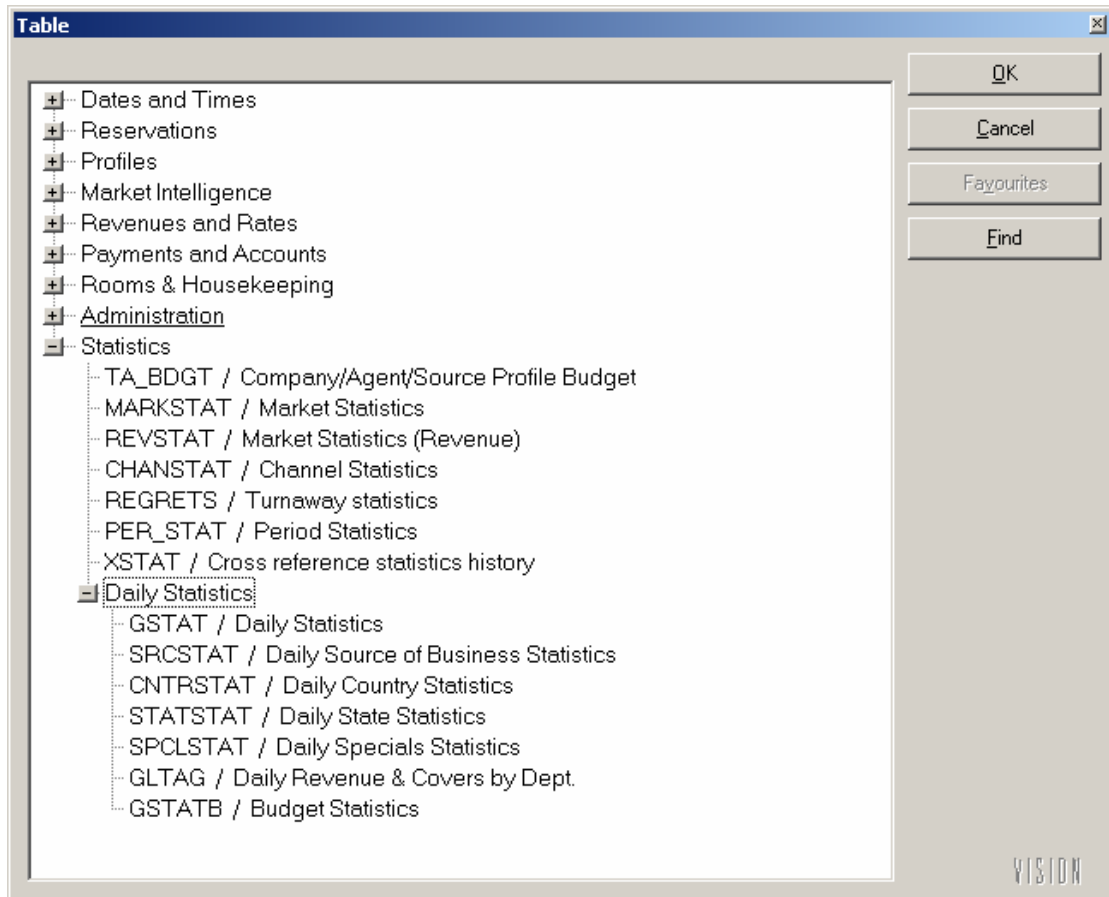 Table
OK
Cancel
Favourites
Find
Dates and Times
Reservations
Profiles
Market Intelligence
Revenues and Rates
Payments and Accounts
Rooms & Housekeeping
Administration
Statistics
TA_BDGT / Company/Agent/Source Profile Budget
MARKSTAT / Market Statistics
REVSTAT / Market Statistics (Revenue)
CHANSTAT / Channel Statistics
REGRETS / Turnaway statistics
PER_STAT / Period Statistics
XSTAT / Cross reference statistics history
Daily Statistics
GSTAT / Daily Statistics
SRCSTAT / Daily Source of Business Statistics
CNTRSTAT / Daily Country Statistics
STATSTAT / Daily State Statistics
SPCLSTAT / Daily Specials Statistics
GLTAG / Daily Revenue & Covers by Dept.
GSTATB / Budget Statistics
VISION